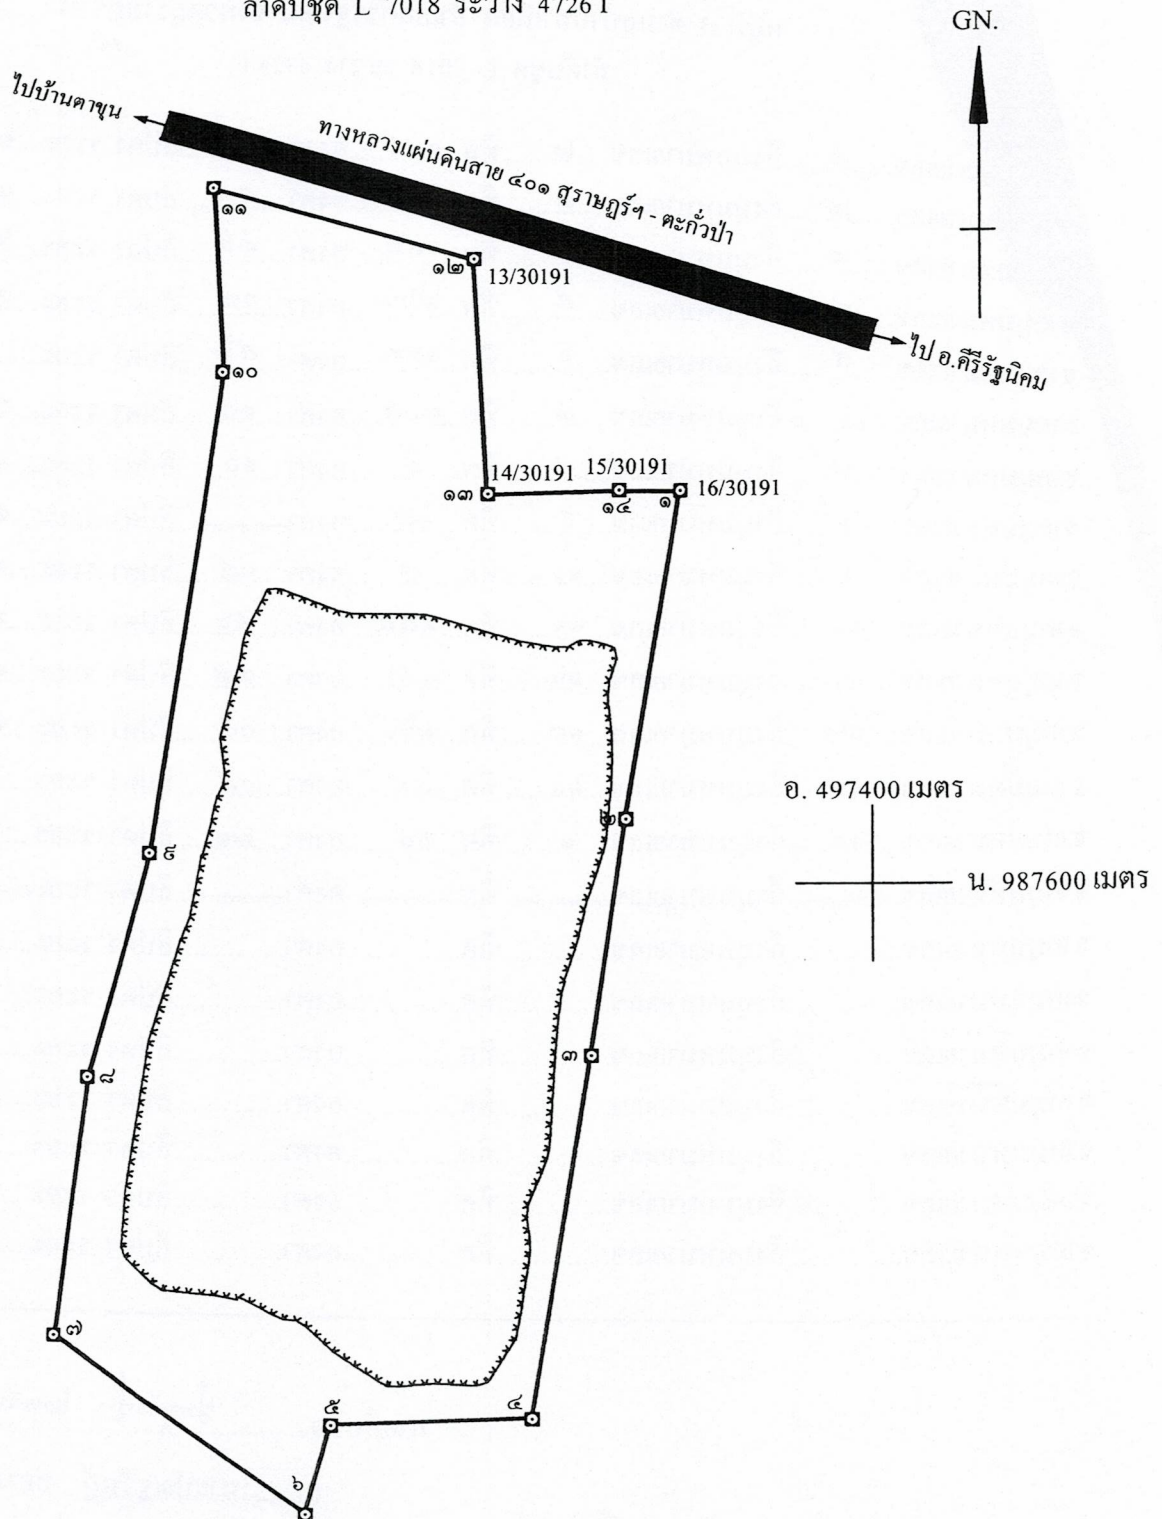 ลำดับชุด L 7018 ระวาง 4726 I
GN.
ไปบ้านตาขุน
ทางหลวงแผ่นดินสาย ๔๐๑ สุราษฎร์ฯ - ตะกั่วป่า
ไป อ.คีรีรัฐนิคม
๑๑
๑๒
13/30191
๑๐
14/30191
15/30191
๑๓
๑๔
๑
16/30191
อ. 497400 เมตร
๒
๙
น. 987600 เมตร
๓
๘
๗
๔
๕
๖